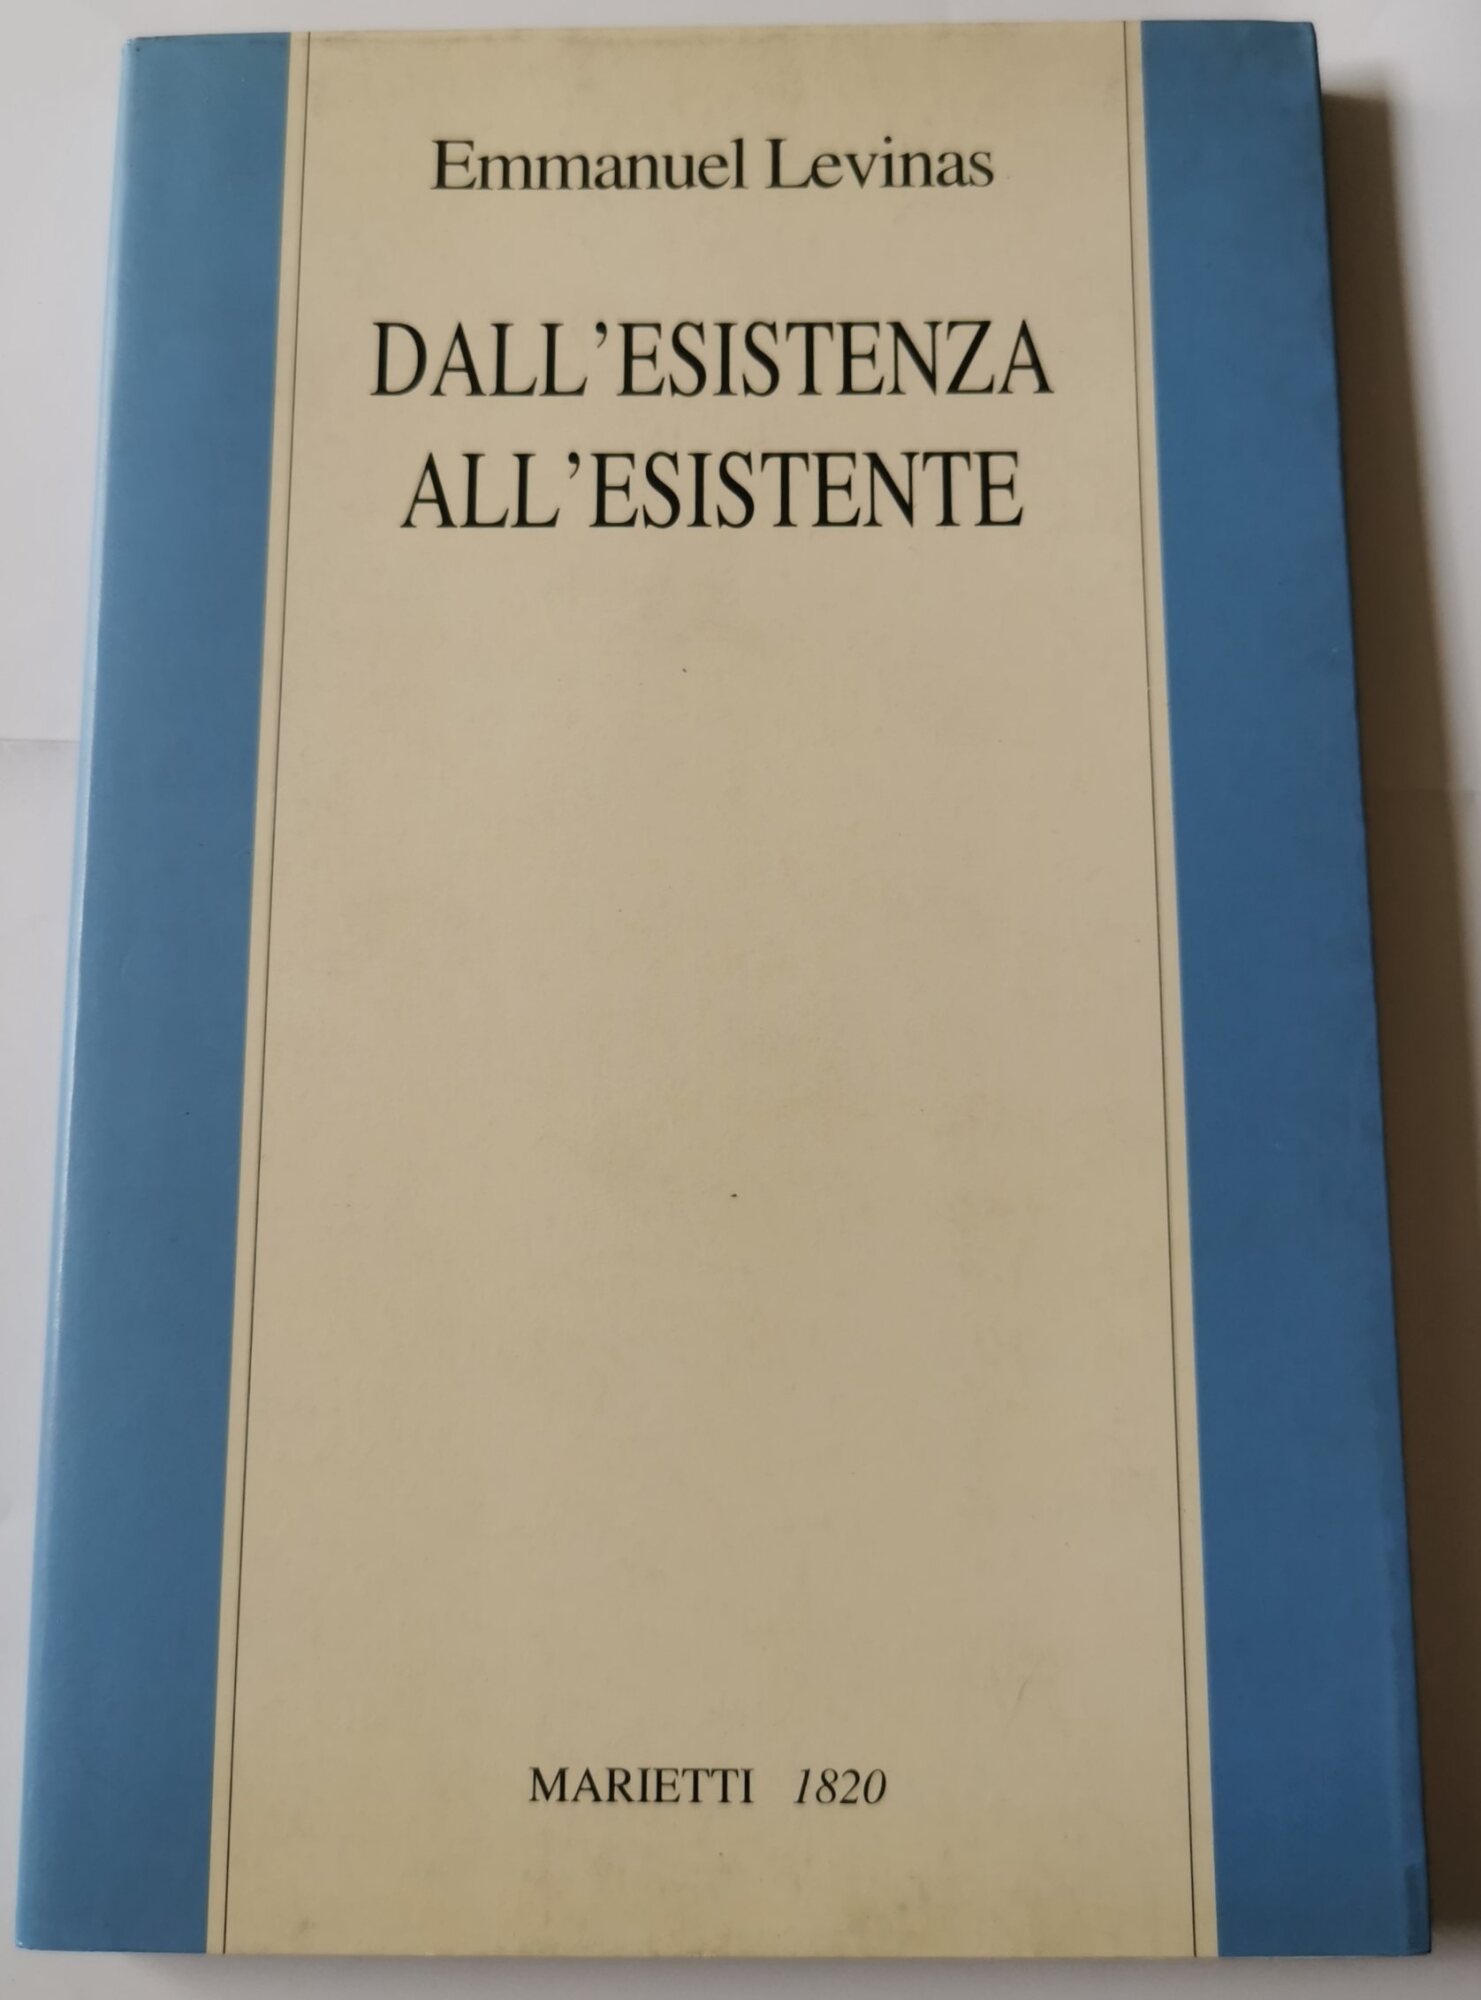 Emmanuel Levinas
DALL'ESISTENZA
ALL'ESISTENTE
MARIETTI 1820